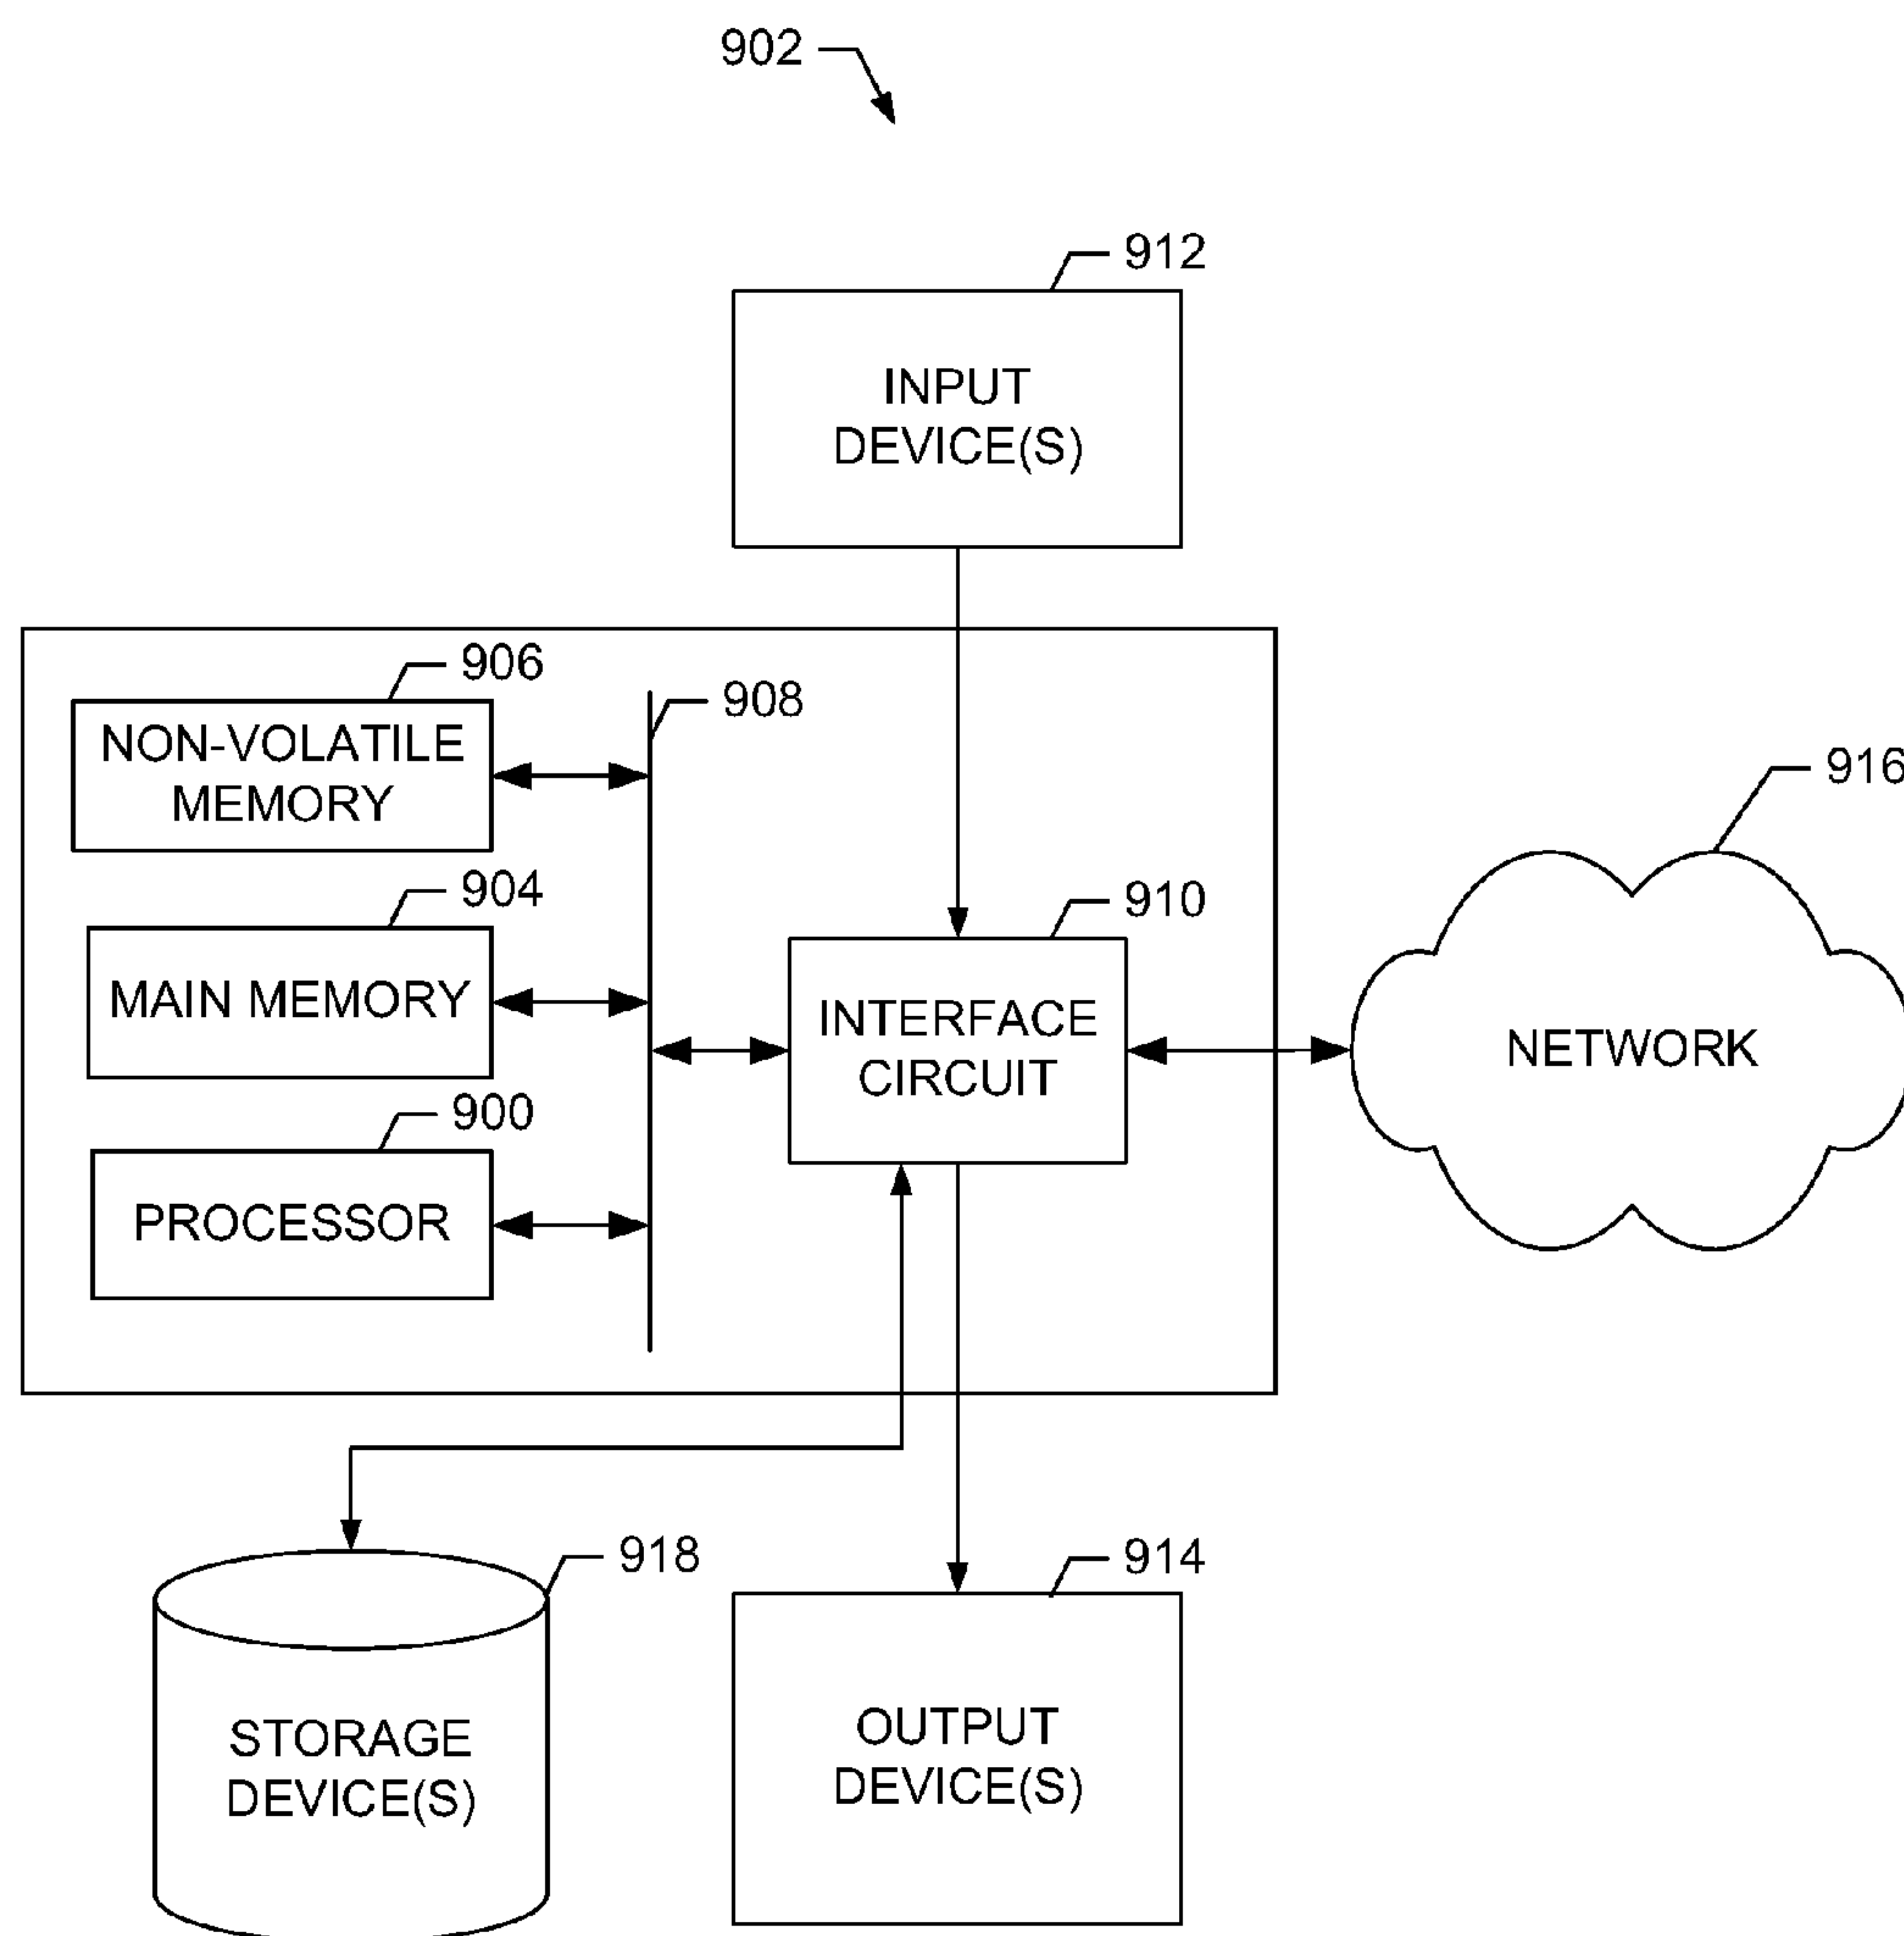 902
912
INPUT
DEVICE(S)
906
NON-VOLATILE
MEMORY
908
916
904
MAIN MEMORY
910
INTERFACE
CIRCUIT
NETWORK
900
PROCESSOR
918
STORAGE
DEVICE(S)
914
OUTPUT
DEVICE(S)